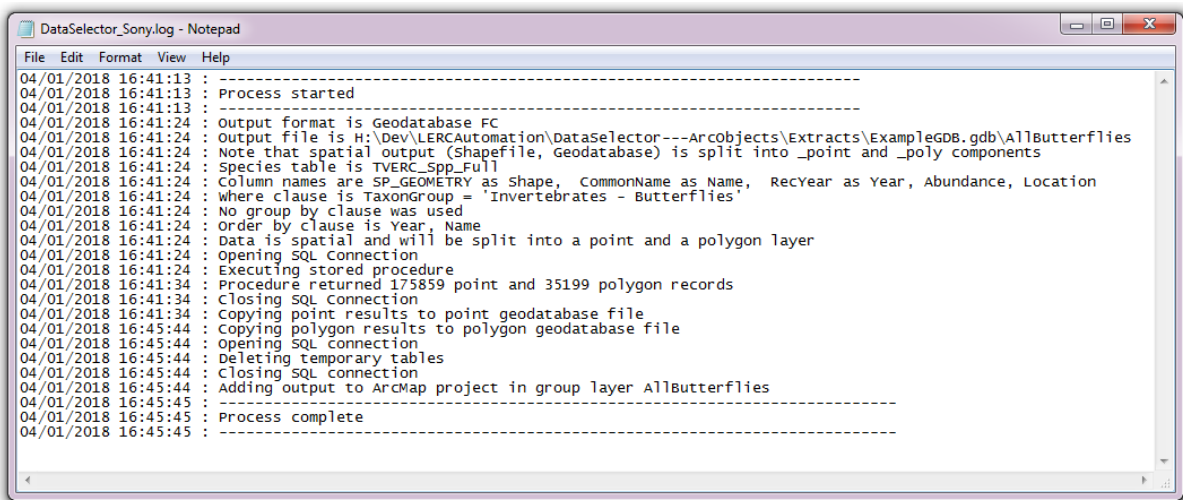 DataSelector_Sony.log - Notepad
File Edit Format View Help
04/01/2018 16:41:13 : -----------------------------------------------------------------------
04/01/2018 16:41:13 : Process started
04/01/2018 16:41:13 : -----------------------------------------------------------------------
04/01/2018 16:41:24 : Output format is Geodatabase FC
04/01/2018 16:41:24 : Output file is H:\Dev\LERCAutomation\DataSelector---ArcObjects\Extracts\ExampleGDB.gdb\AllButterflies
04/01/2018 16:41:24 : Note that spatial output (Shapefile, Geodatabase) is split into _point and _poly components
04/01/2018 16:41:24 : Species table is TVERC_Spp_Full
04/01/2018 16:41:24 : Column names are SP_GEOMETRY as Shape,  CommonName as Name,  RecYear as Year, Abundance, Location
04/01/2018 16:41:24 : Where clause is TaxonGroup = 'Invertebrates - Butterflies'
04/01/2018 16:41:24 : No group by clause was used
04/01/2018 16:41:24 : Order by clause is Year, Name
04/01/2018 16:41:24 : Data is spatial and will be split into a point and a polygon layer
04/01/2018 16:41:24 : Opening SQL Connection
04/01/2018 16:41:24 : Executing stored procedure
04/01/2018 16:41:34 : Procedure returned 175859 point and 35199 polygon records
04/01/2018 16:41:34 : Closing SQL Connection
04/01/2018 16:41:34 : Copying point results to point geodatabase file
04/01/2018 16:45:44 : Copying polygon results to polygon geodatabase file
04/01/2018 16:45:44 : Opening SQL connection
04/01/2018 16:45:44 : Deleting temporary tables
04/01/2018 16:45:44 : Closing SQL connection
04/01/2018 16:45:44 : Adding output to ArcMap project in group layer AllButterflies
04/01/2018 16:45:45 : ---------------------------------------------------------------------------
04/01/2018 16:45:45 : Process complete
04/01/2018 16:45:45 : ---------------------------------------------------------------------------